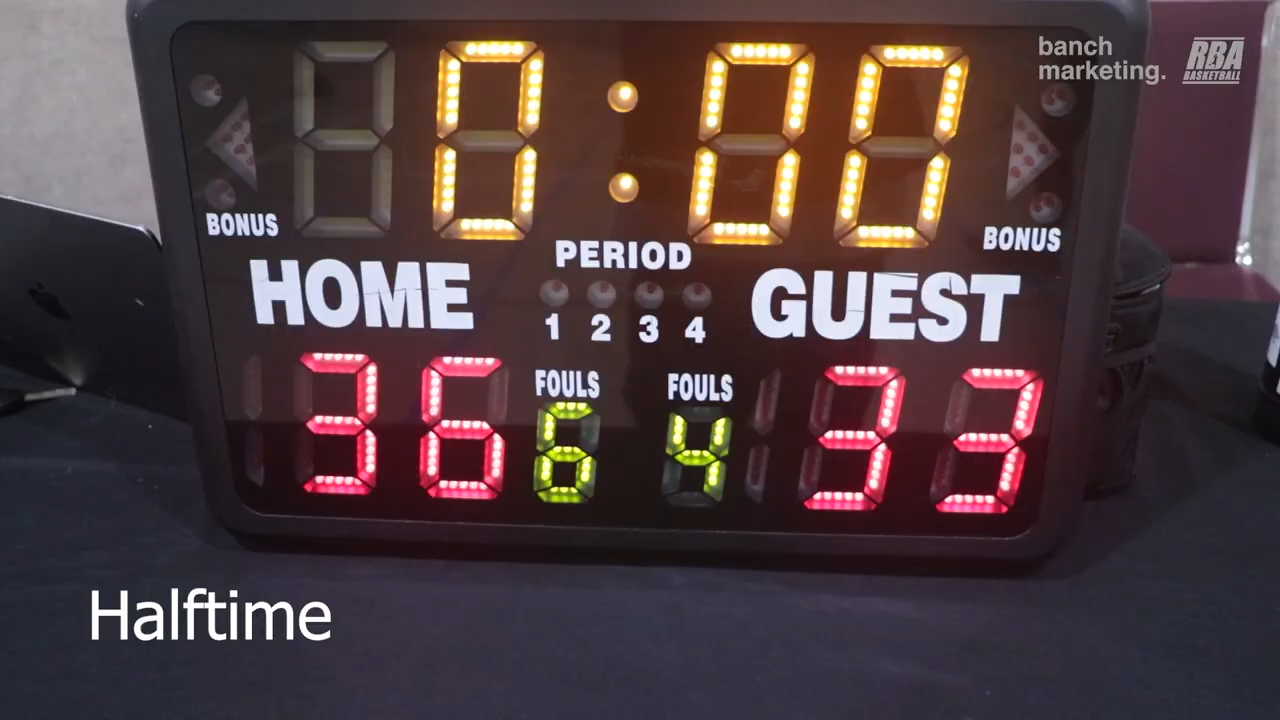 banch
marketing.
RBA
BASKETBALL
0:00
BONUS
BONUS
PERIOD
HOME
GUEST
1 2 3 4
FOULS
FOULS
36
6
4
33
Halftime